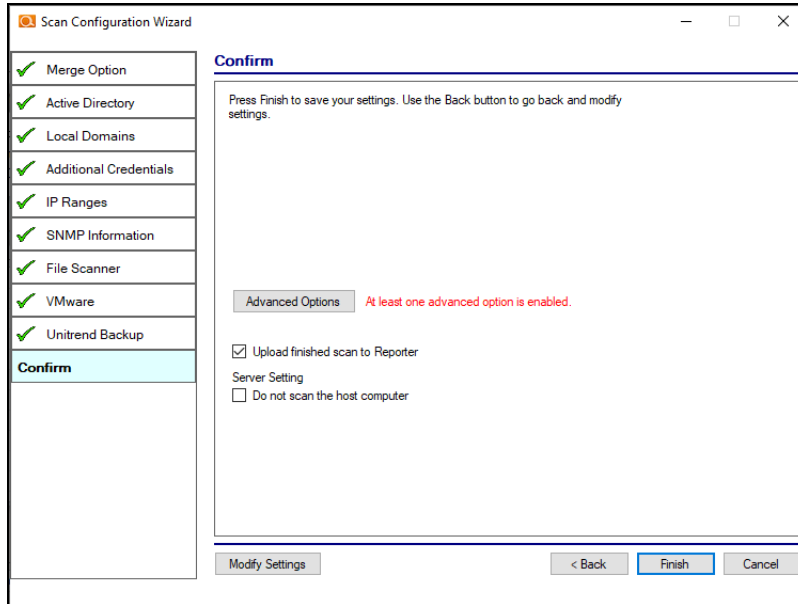 Scan Configuration Wizard
Merge Option
Active Directory
Local Domains
Additional Credentials
IP Ranges
SNMP Information
File Scanner
VMware
Unitrend Backup
Confirm
Confirm
Press Finish to save your settings. Use the Back button to go back and modify
settings.
Advanced Options At least one advanced option is enabled.
Upload finished scan to Reporter
Server Setting
Do not scan the host computer
Modify Settings < Back Finish Cancel